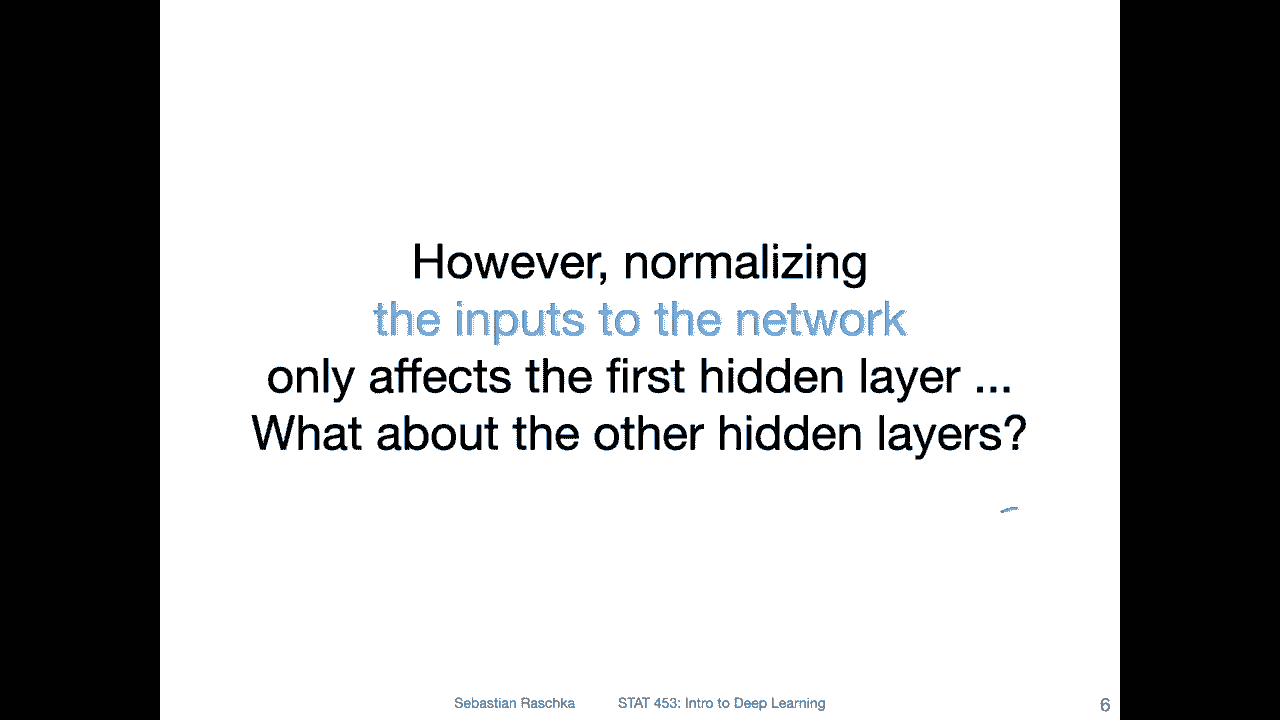 However, normalizing
the inputs to the network
only affects the first hidden layer ...
What about the other hidden layers?
Sebastian Raschka STAT 453: Intro to Deep Learning 6